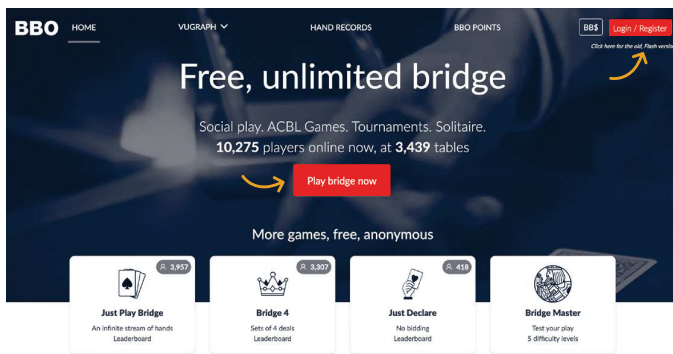 BBO HOME VUGRAPH HAND RECORDS BBO POINTS BB$ Login / Register
Click here for the old, Flash version
Free, unlimited bridge
Social play. ACBL Games. Tournaments. Solitaire.
10,275 players online now, at 3,439 tables
Play bridge now
More games, free, anonymous
3,957
Just Play Bridge
An infinite stream of hands
Leaderboard
3,307
Bridge 4
Sets of 4 deals
Leaderboard
418
Just Declare
No bidding
Leaderboard
Bridge Master
Test your play
5 difficulty levels